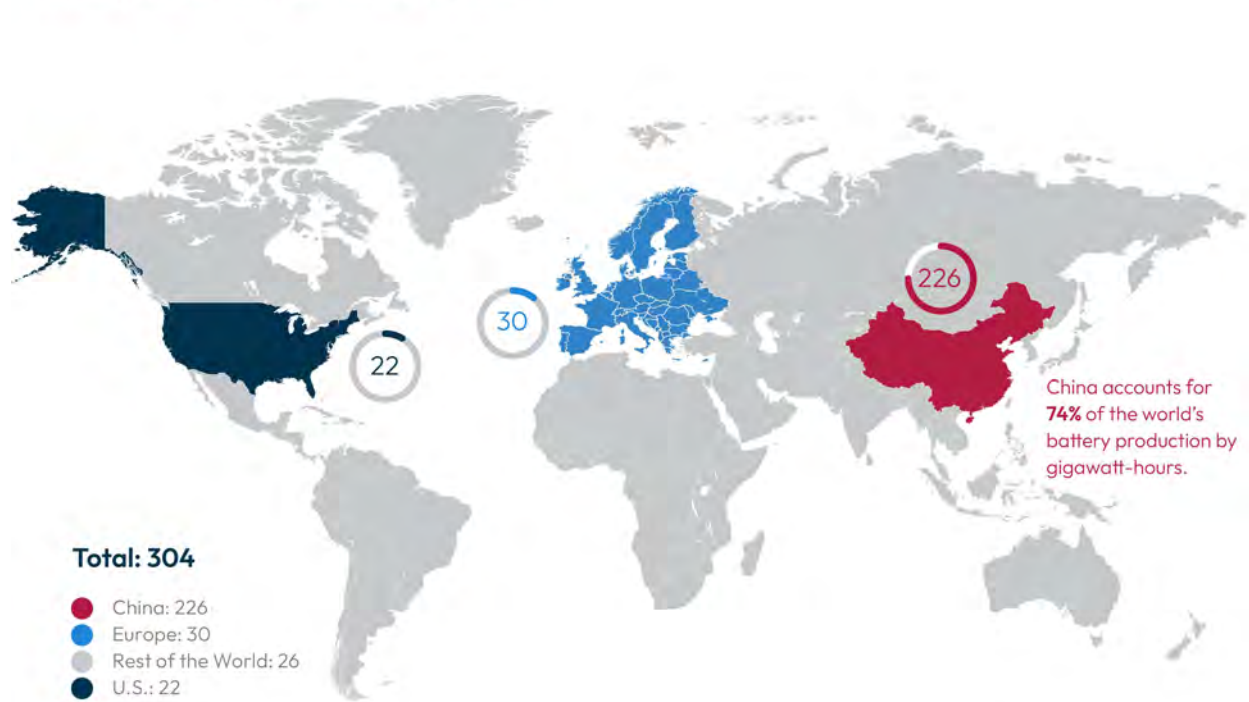 226
30
22
China accounts for
74% of the world's
battery production by
gigawatt-hours.
Total: 304
China: 226
Europe: 30
Rest of the World: 26
U.S.: 22